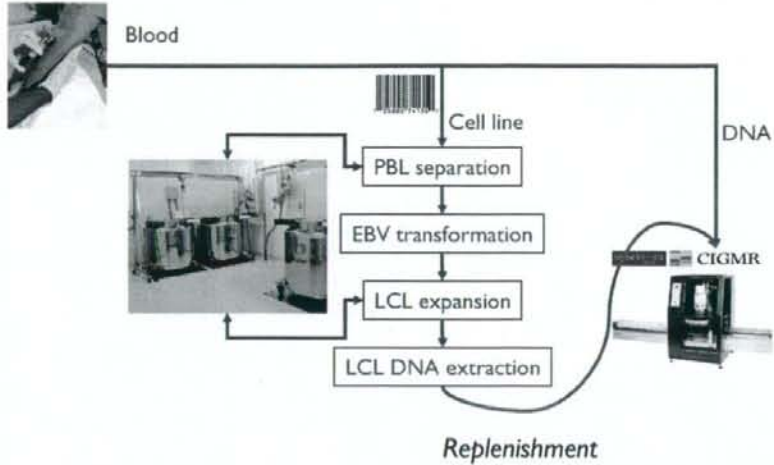 Blood
Cell line
DNA
PBL separation
EBV transformation
CIGMR
LCL expansion
LCL DNA extraction
Replenishment